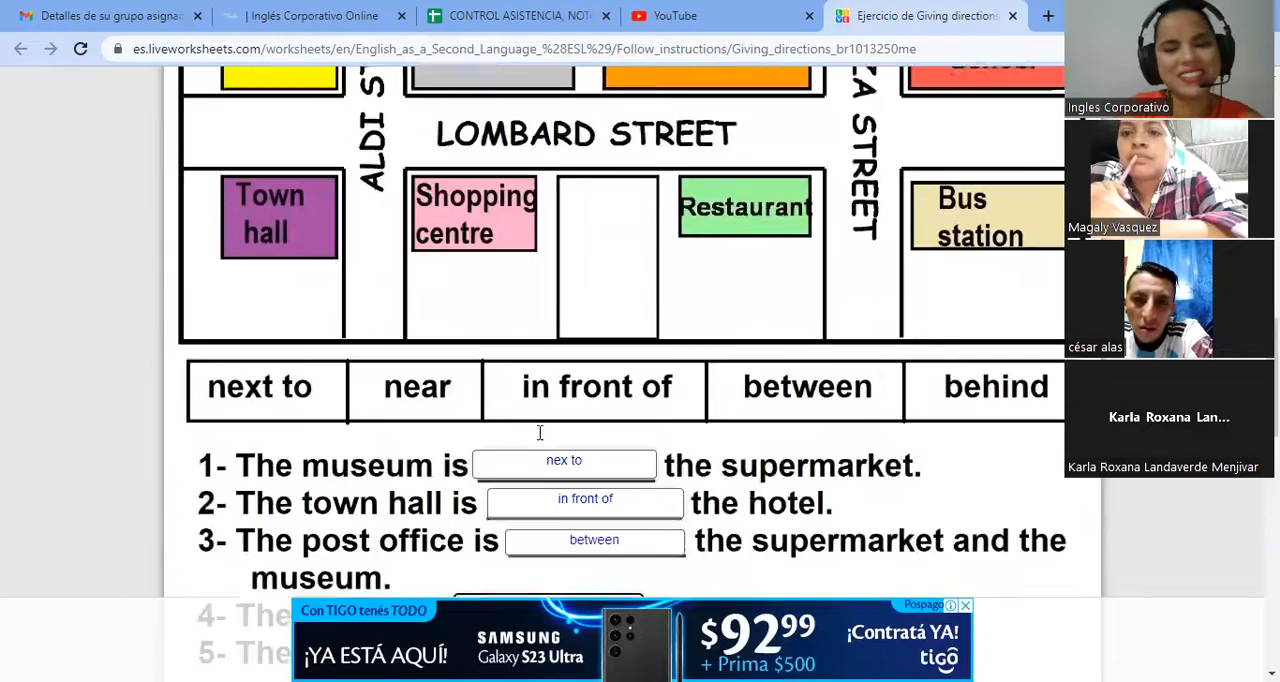 Detalles de su grupo asignac
Inglés Corporativo Online
CONTROL ASISTENCIA, NOT
YouTube
Ejercicio de Giving directions
es.liveworksheets.com/worksheets/en/English_as_a_Second_Language_%28ESL%29/Follow_instructions/Giving_directions_br1013250me
ALDI ST
LOMBARD STREET
ZA STREET
Town
hall
Shopping
centre
Restaurant
Bus
station
next to
near
in front of
between
behind
1- The museum is nex to the supermarket.
2- The town hall is in front of the hotel.
3- The post office is between the supermarket and the
museum.
4- The
5- The
Con TIGO tenés TODO
¡YA ESTÁ AQUÍ!
SAMSUNG
Galaxy S23 Ultra
$92.99
+ Prima $500
Pospago
¡Contratá YA!
tigo
Ingles Corporativo
Magaly Vasquez
césar alas
Karla Roxana Lan...
Karla Roxana Landaverde Menjivar